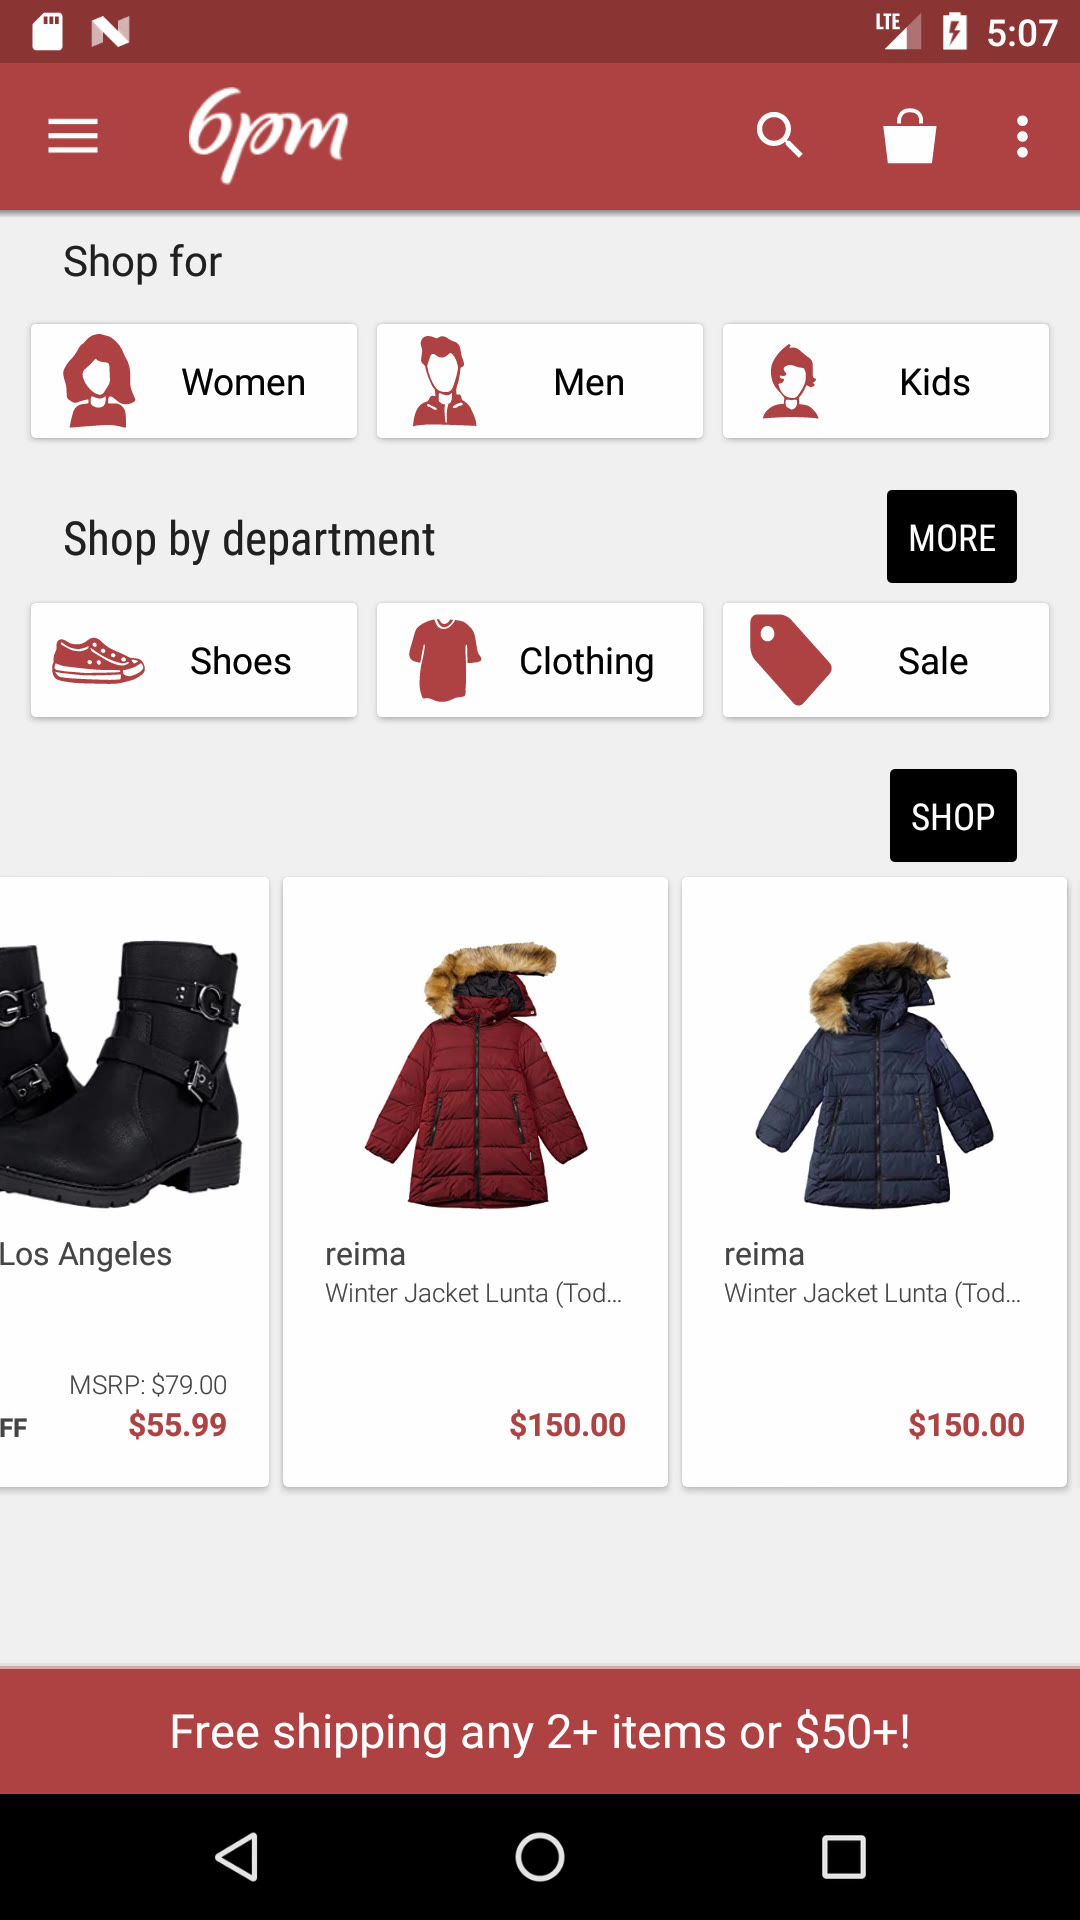 LTE 5:07
6pm
Shop for
Women
Men
Kids
Shop by department
MORE
Shoes
Clothing
Sale
SHOP
Los Angeles
MSRP: $79.00
FF $55.99
reima
Winter Jacket Lunta (Tod...
$150.00
reima
Winter Jacket Lunta (Tod...
$150.00
Free shipping any 2+ items or $50+!